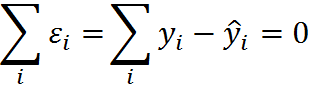 ∑ᵢ εᵢ = ∑ᵢ yᵢ − ŷᵢ = 0